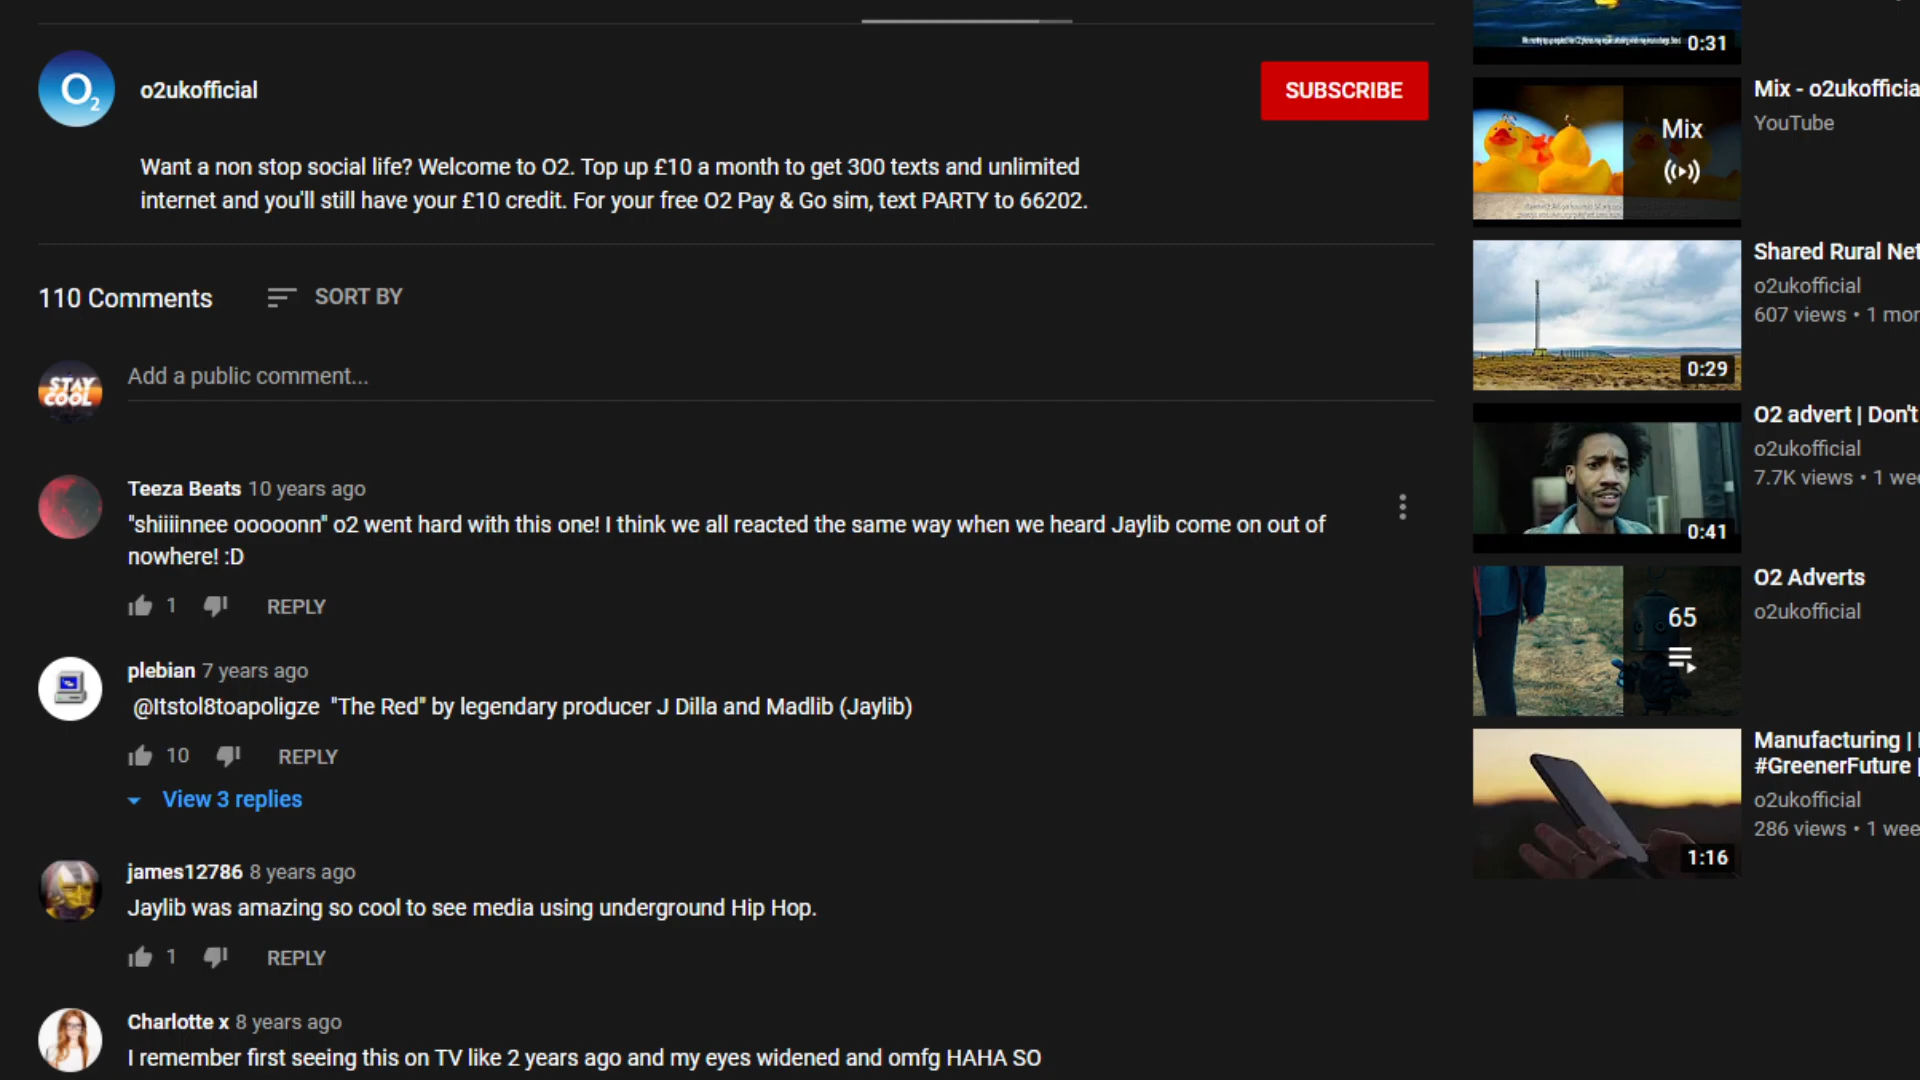 O2
o2ukofficial
SUBSCRIBE
Want a non stop social life? Welcome to O2. Top up £10 a month to get 300 texts and unlimited
internet and you'll still have your £10 credit. For your free O2 Pay & Go sim, text PARTY to 66202.
110 Comments
SORT BY
STAY
COOL
Add a public comment...
Teeza Beats 10 years ago
"shiiiinnee ooooonn" o2 went hard with this one! I think we all reacted the same way when we heard Jaylib come on out of
nowhere! :D
1 REPLY
plebian 7 years ago
@Itstol8toapoligze "The Red" by legendary producer J Dilla and Madlib (Jaylib)
10 REPLY
View 3 replies
james12786 8 years ago
Jaylib was amazing so cool to see media using underground Hip Hop.
1 REPLY
Charlotte x 8 years ago
I remember first seeing this on TV like 2 years ago and my eyes widened and omfg HAHA SO
0:31
Mix
Mix - o2ukofficia
YouTube
0:29
Shared Rural Net
o2ukofficial
607 views • 1 mor
0:41
O2 advert | Don't
o2ukofficial
7.7K views • 1 wee
65
O2 Adverts
o2ukofficial
1:16
Manufacturing |
#GreenerFuture |
o2ukofficial
286 views • 1 wee